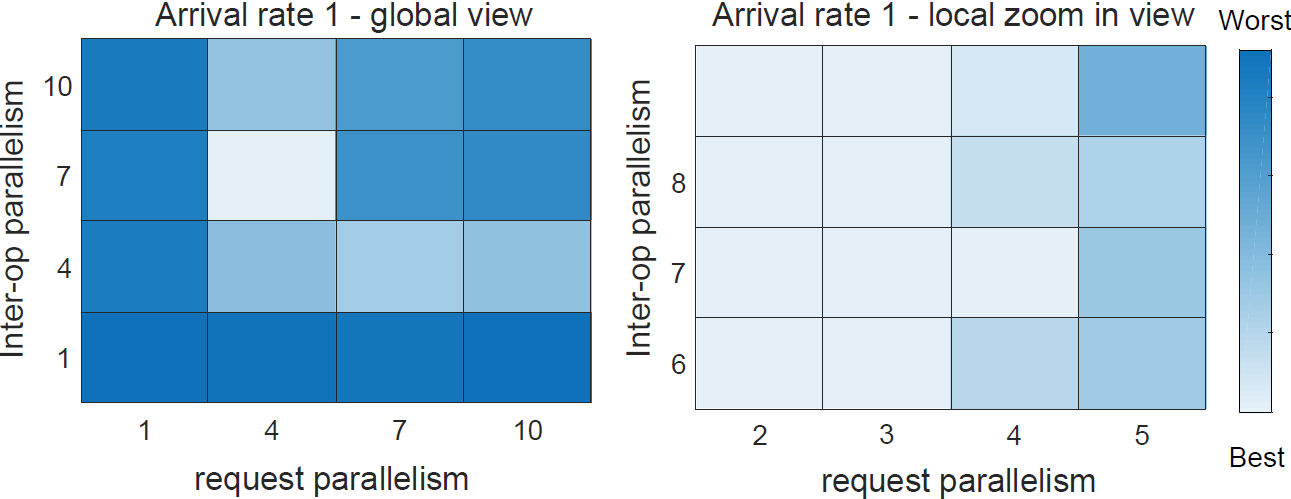 Arrival rate 1 - global view
Inter-op parallelism
10
7
4
1
1 4 7 10
request parallelism
Arrival rate 1 - local zoom in view
Inter-op parallelism
8
7
6
2 3 4 5
request parallelism
Worst
Best